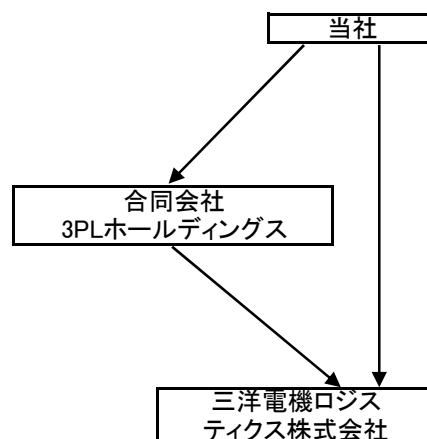 当社
合同会社
3PLホールディングス
三洋電機ロジス
ティクス株式会社